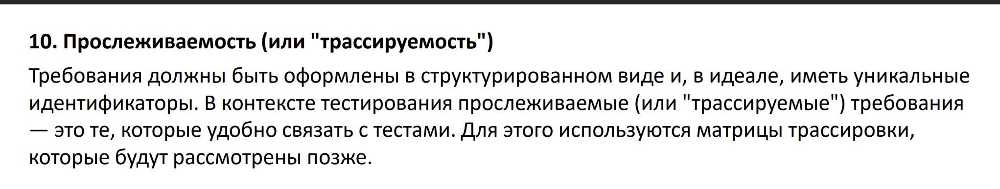 10. Прослеживаемость (или "трассируемость")
Требования должны быть оформлены в структурированном виде и, в идеале, иметь уникальные
идентификаторы. В контексте тестирования прослеживаемые (или "трассируемые") требования
— это те, которые удобно связать с тестами. Для этого используются матрицы трассировки,
которые будут рассмотрены позже.